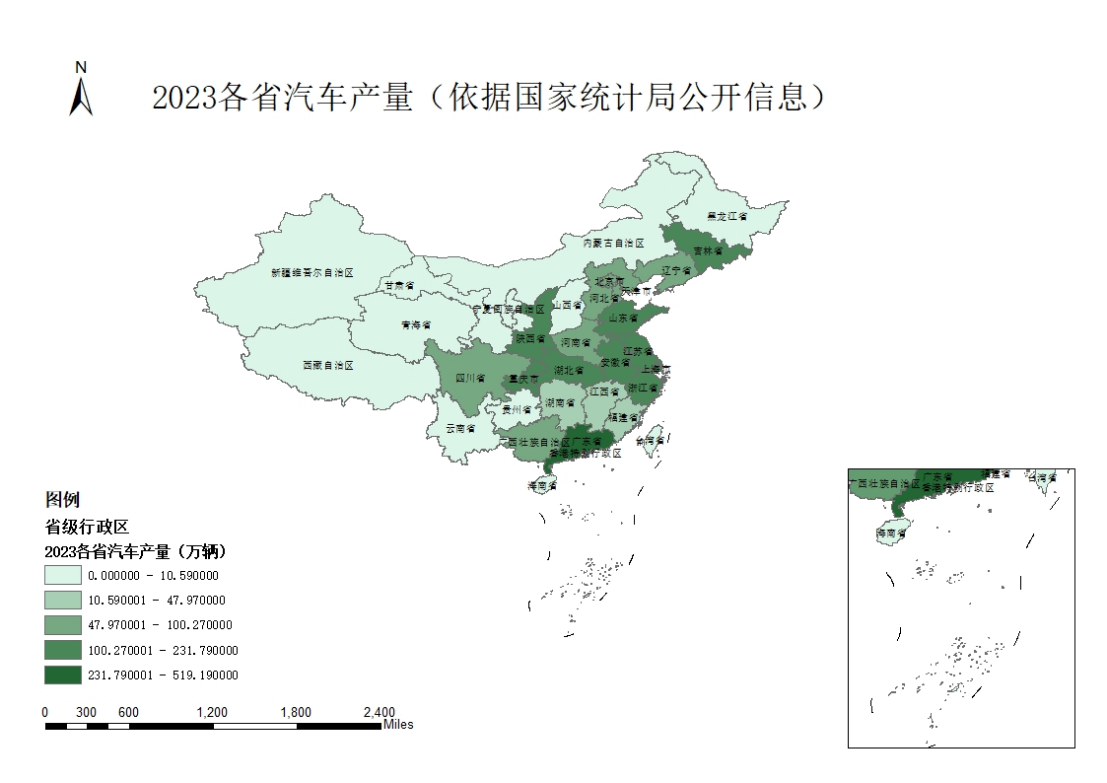 N
2023各省汽车产量（依据国家统计局公开信息）
黑龙江省
内蒙古自治区
吉林省
新疆维吾尔自治区
辽宁省
北京市
甘肃省
天津市
河北省
宁夏回族自治区
山西省
山东省
青海省
陕西省
河南省
江苏省
西藏自治区
安徽省
上海市
湖北省
四川省
重庆市
浙江省
江西省
湖南省
贵州省
福建省
云南省
广西壮族自治区
广东省
台湾省
香港特别行政区
海南省
图例
省级行政区
2023各省汽车产量（万辆）
0.000000 - 10.590000
10.590001 - 47.970000
47.970001 - 100.270000
100.270001 - 231.790000
231.790001 - 519.190000
0 300 600 1,200 1,800 2,400
Miles
广东省
福建省
台湾省
广西壮族自治区
香港特别行政区
海南省